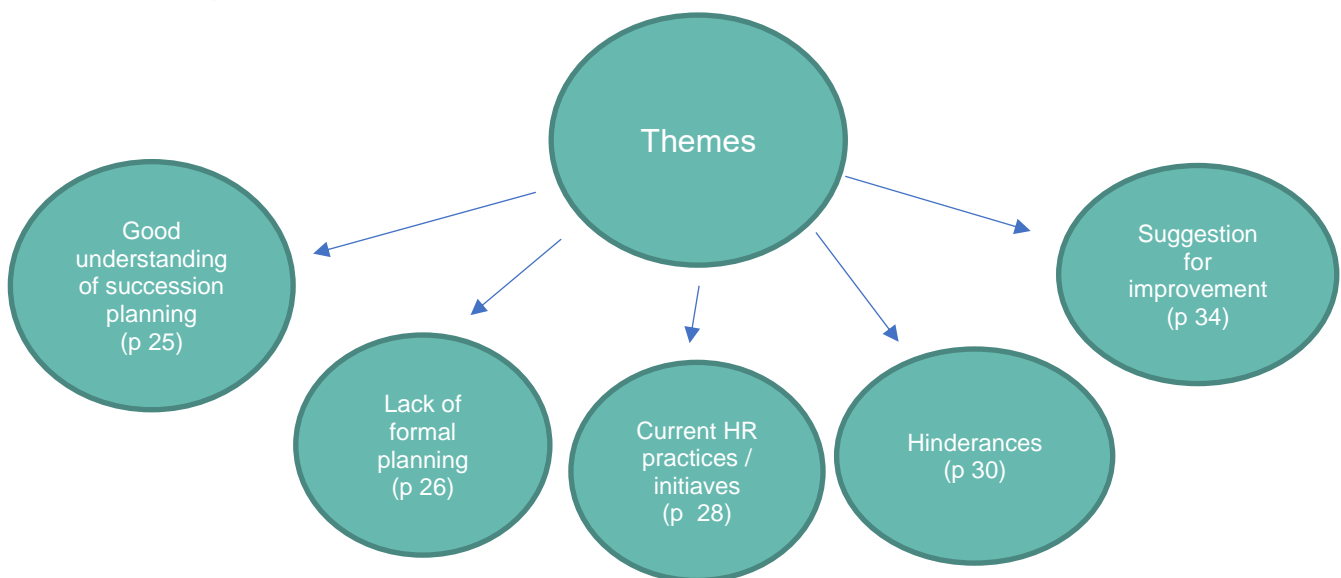 Themes
Good
understanding
of succession
planning
(p 25)
Lack of
formal
planning
(p 26)
Current HR
practices /
initiaves
(p  28)
Hinderances
(p 30)
Suggestion
for
improvement
(p 34)